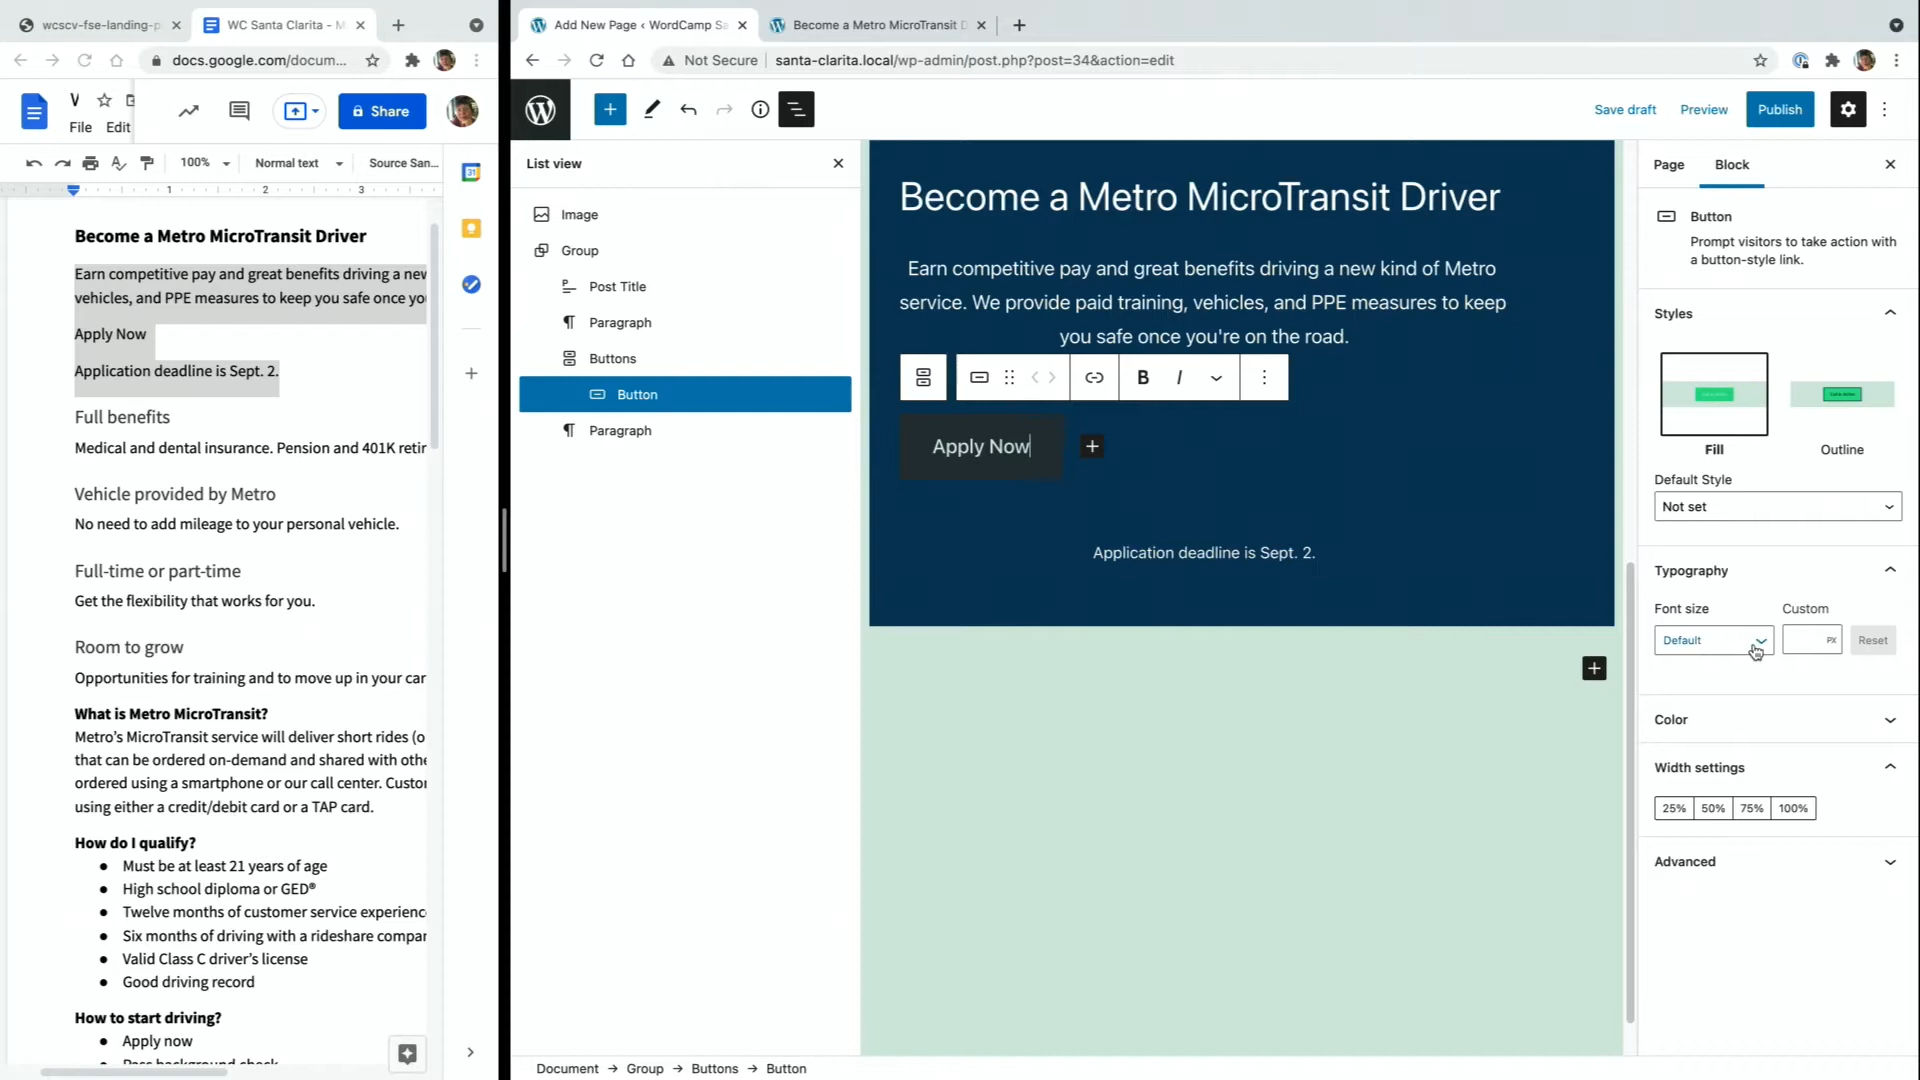 wcscv-fse-landing-p
WC Santa Clarita - M
docs.google.com/docum...
File Edit
Share
100%
Normal text
Source San...
1 2 3
31
Become a Metro MicroTransit Driver
Earn competitive pay and great benefits driving a new
vehicles, and PPE measures to keep you safe once yo
Apply Now
Application deadline is Sept. 2.
Full benefits
Medical and dental insurance. Pension and 401K retir
Vehicle provided by Metro
No need to add mileage to your personal vehicle.
Full-time or part-time
Get the flexibility that works for you.
Room to grow
Opportunities for training and to move up in your car
What is Metro MicroTransit?
Metro’s MicroTransit service will deliver short rides (o
that can be ordered on-demand and shared with othe
ordered using a smartphone or our call center. Custo
using either a credit/debit card or a TAP card.
How do I qualify?
● Must be at least 21 years of age
● High school diploma or GED®
● Twelve months of customer service experienc
● Six months of driving with a rideshare compar
● Valid Class C driver’s license
● Good driving record
How to start driving?
● Apply now
Add New Page ‹ WordCamp Sa
Become a Metro MicroTransit D
Not Secure
santa-clarita.local/wp-admin/post.php?post=34&action=edit
Save draft
Preview
Publish
List view
Image
Group
Post Title
Paragraph
Buttons
Button
Paragraph
Become a Metro MicroTransit Driver
Earn competitive pay and great benefits driving a new kind of Metro
service. We provide paid training, vehicles, and PPE measures to keep
you safe once you're on the road.
B I
Apply Now
Application deadline is Sept. 2.
Page
Block
Button
Prompt visitors to take action with
a button-style link.
Styles
Fill
Outline
Default Style
Not set
Typography
Font size
Custom
Default
PX
Reset
Color
Width settings
25% 50% 75% 100%
Advanced
Document → Group → Buttons → Button